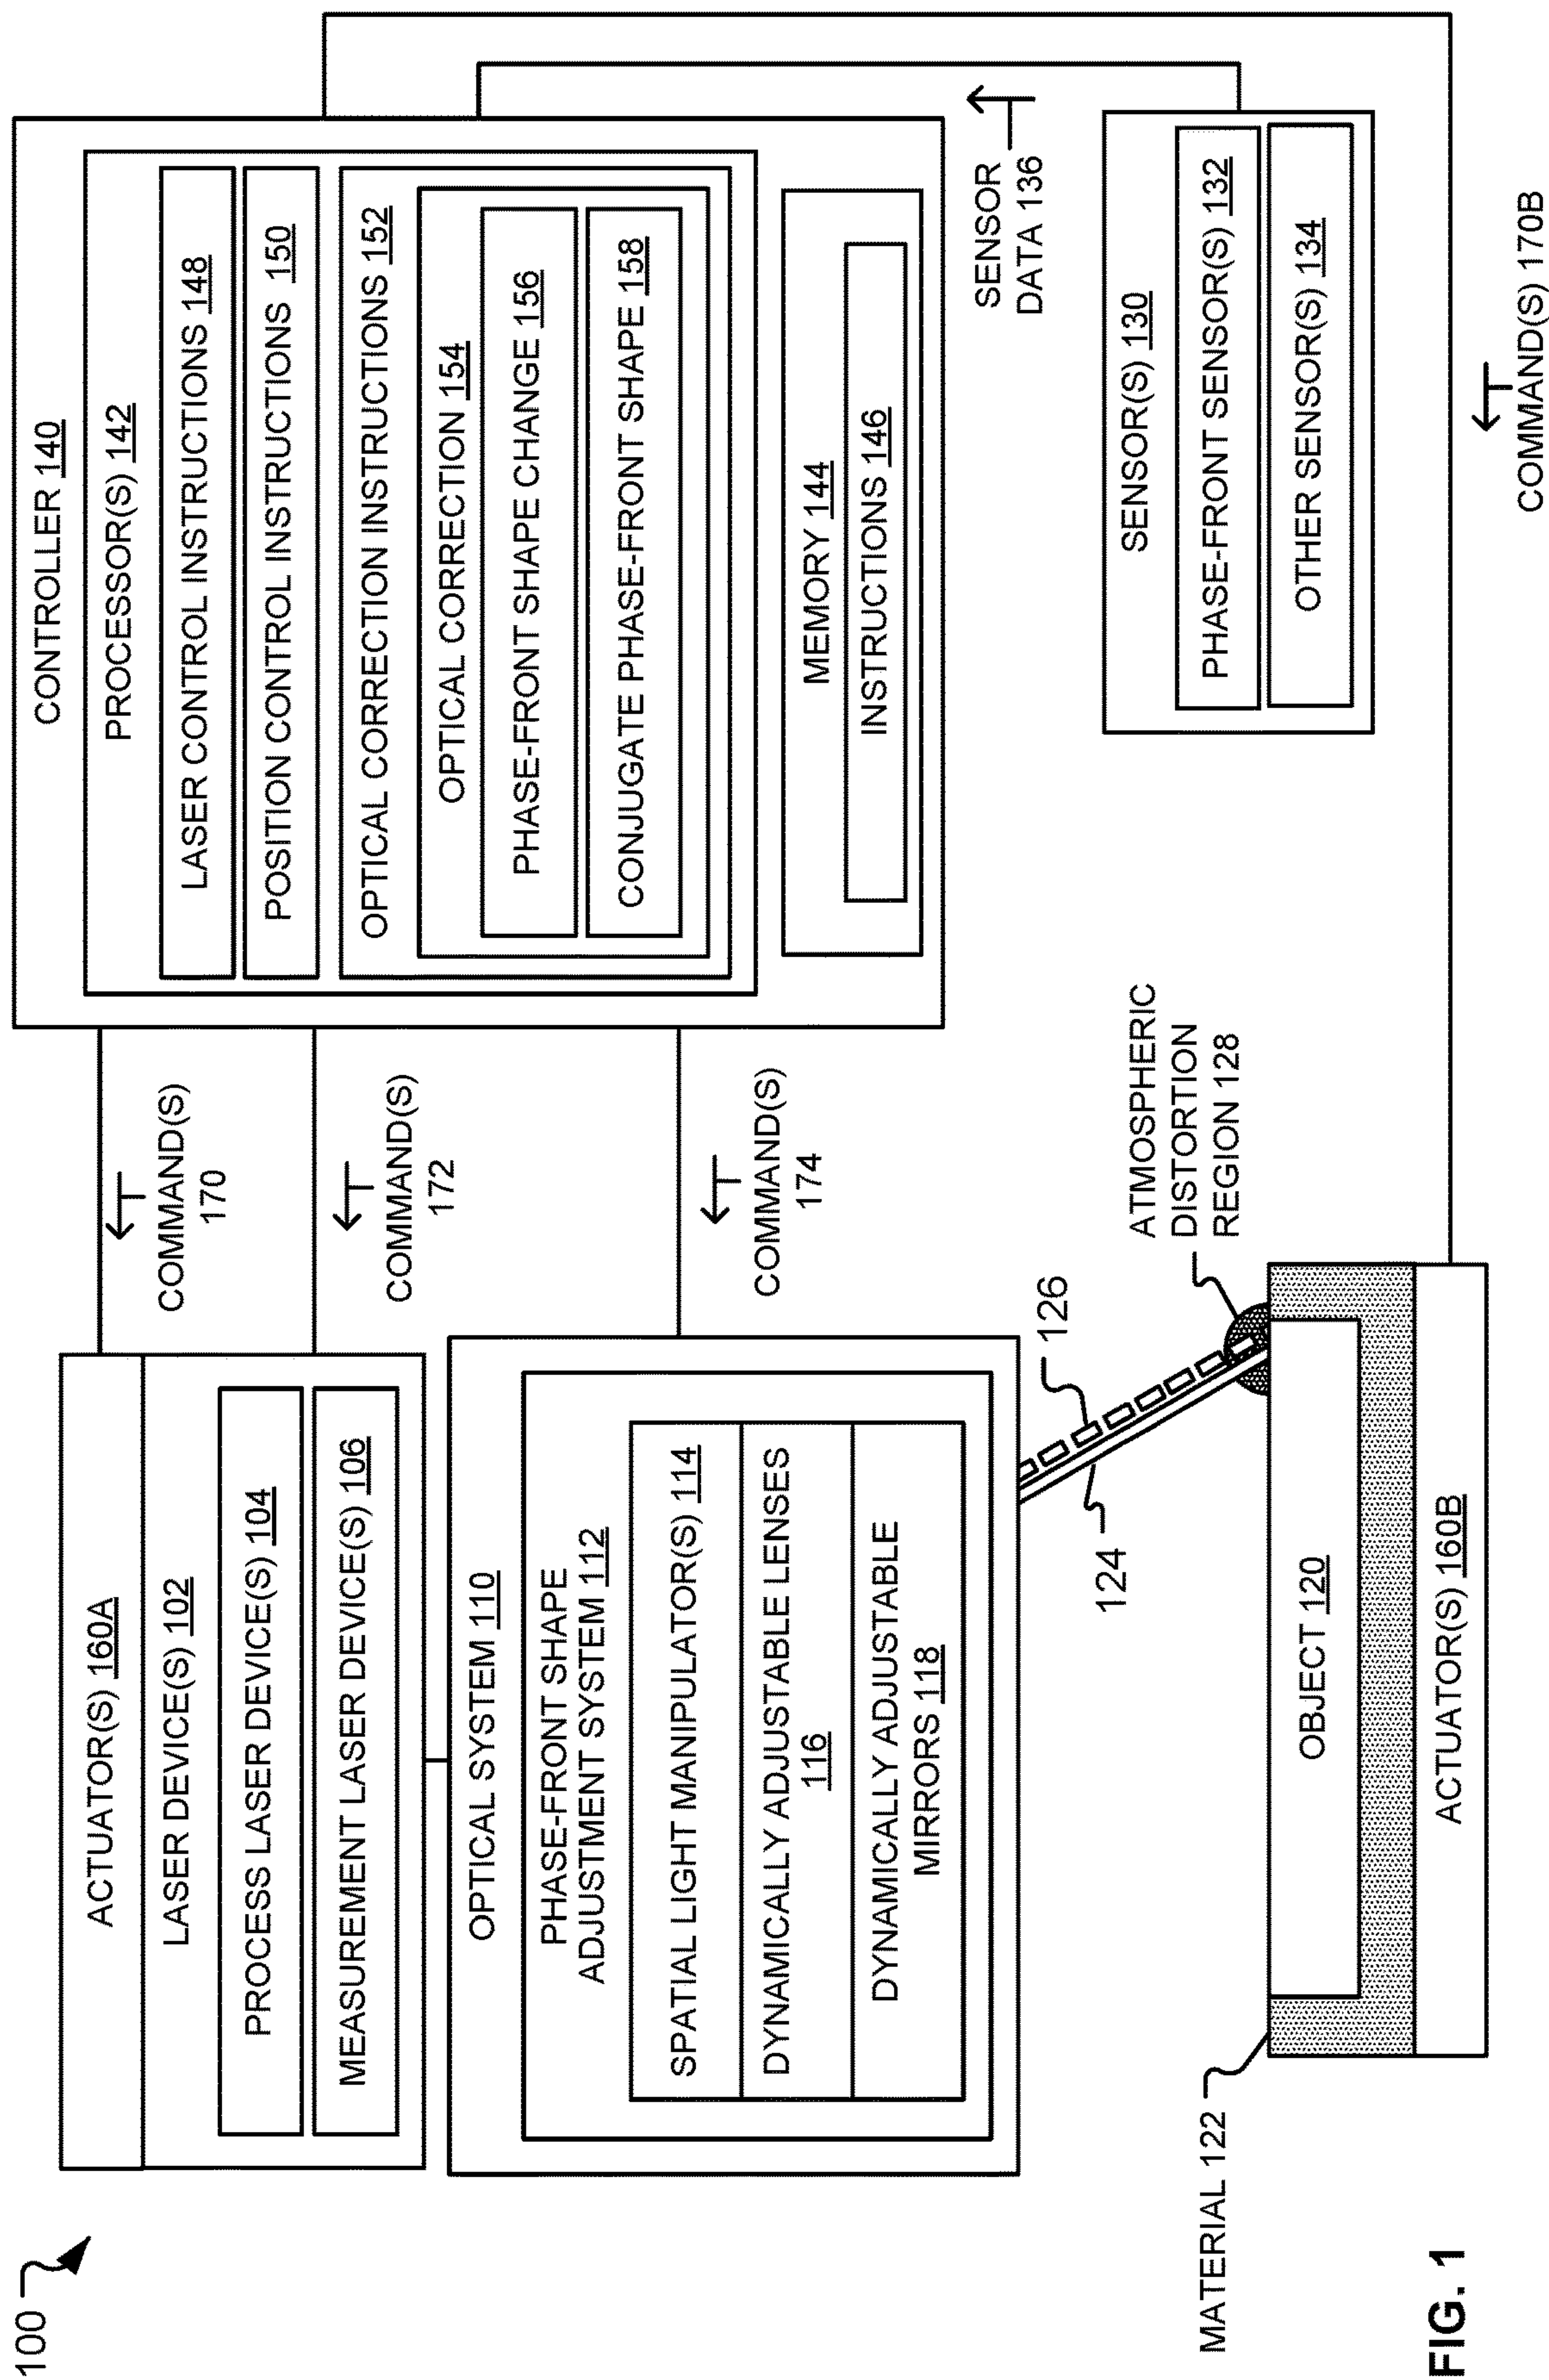 100
ACTUATOR(S) 160A
LASER DEVICE(S) 102
PROCESS LASER DEVICE(S) 104
MEASUREMENT LASER DEVICE(S) 106
OPTICAL SYSTEM 110
PHASE-FRONT SHAPE
ADJUSTMENT SYSTEM 112
SPATIAL LIGHT MANIPULATOR(S) 114
DYNAMICALLY ADJUSTABLE LENSES
116
DYNAMICALLY ADJUSTABLE
MIRRORS 118
COMMAND(S)
170
COMMAND(S)
172
COMMAND(S)
174
CONTROLLER 140
PROCESSOR(S) 142
LASER CONTROL INSTRUCTIONS 148
POSITION CONTROL INSTRUCTIONS 150
OPTICAL CORRECTION INSTRUCTIONS 152
OPTICAL CORRECTION 154
PHASE-FRONT SHAPE CHANGE 156
CONJUGATE PHASE-FRONT SHAPE 158
MEMORY 144
INSTRUCTIONS 146
SENSOR
DATA 136
SENSOR(S) 130
PHASE-FRONT SENSOR(S) 132
OTHER SENSOR(S) 134
COMMAND(S) 170B
124
126
ATMOSPHERIC
DISTORTION
REGION 128
MATERIAL 122
OBJECT 120
ACTUATOR(S) 160B
FIG. 1